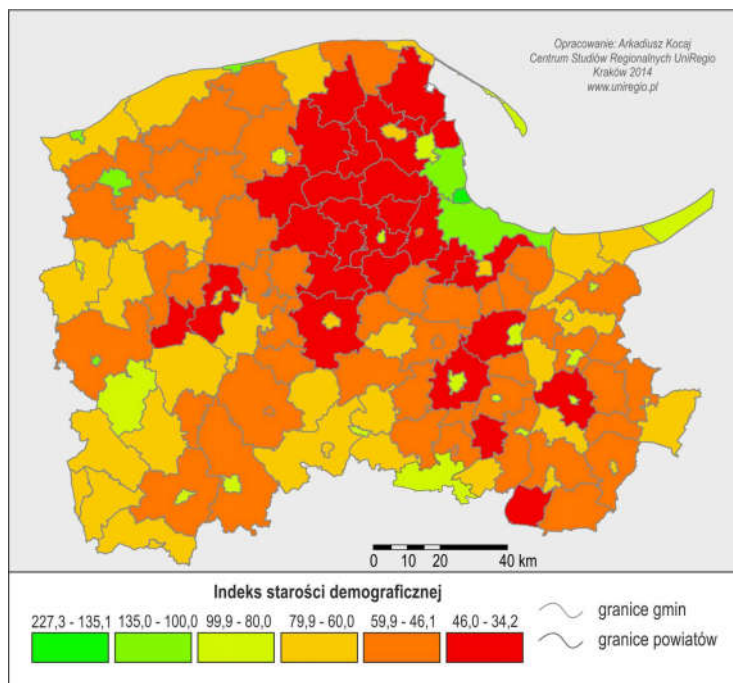 Opracowanie: Arkadiusz Kocaj
Centrum Studiów Regionalnych UniRegio
Kraków 2014
www.uniregio.pl
0 10 20 40 km
Indeks starości demograficznej
227,3 - 135,1 135,0 - 100,0 99,9 - 80,0 79,9 - 60,0 59,9 - 46,1 46,0 - 34,2
granice gmin
granice powiatów